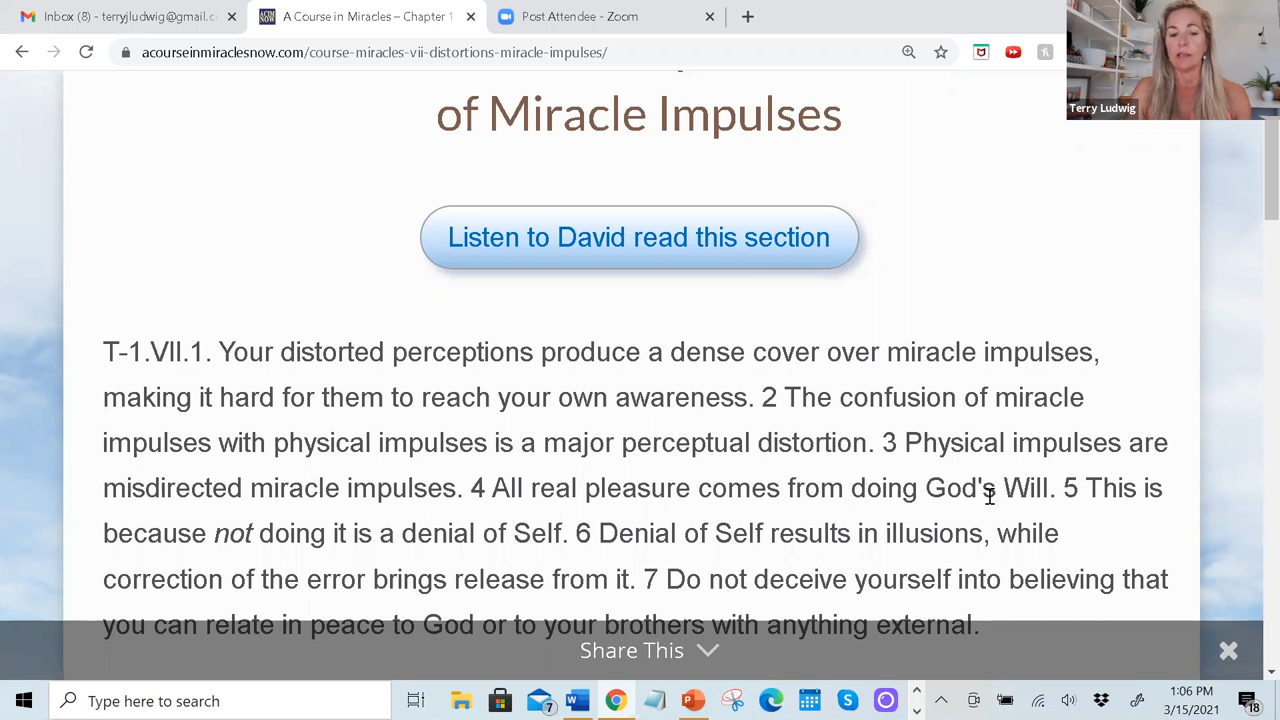 Inbox (8) - terryjludwig@gmail.c
A Course in Miracles – Chapter 1
Post Attendee - Zoom
acourseinmiraclesnow.com/course-miracles-vii-distortions-miracle-impulses/
Terry Ludwig
of Miracle Impulses
Listen to David read this section
T-1.VII.1. Your distorted perceptions produce a dense cover over miracle impulses,
making it hard for them to reach your own awareness. 2 The confusion of miracle
impulses with physical impulses is a major perceptual distortion. 3 Physical impulses are
misdirected miracle impulses. 4 All real pleasure comes from doing God's Will. 5 This is
because not doing it is a denial of Self. 6 Denial of Self results in illusions, while
correction of the error brings release from it. 7 Do not deceive yourself into believing that
you can relate in peace to God or to your brothers with anything external.
Share This
Type here to search
7
1:06 PM
3/15/2021
18